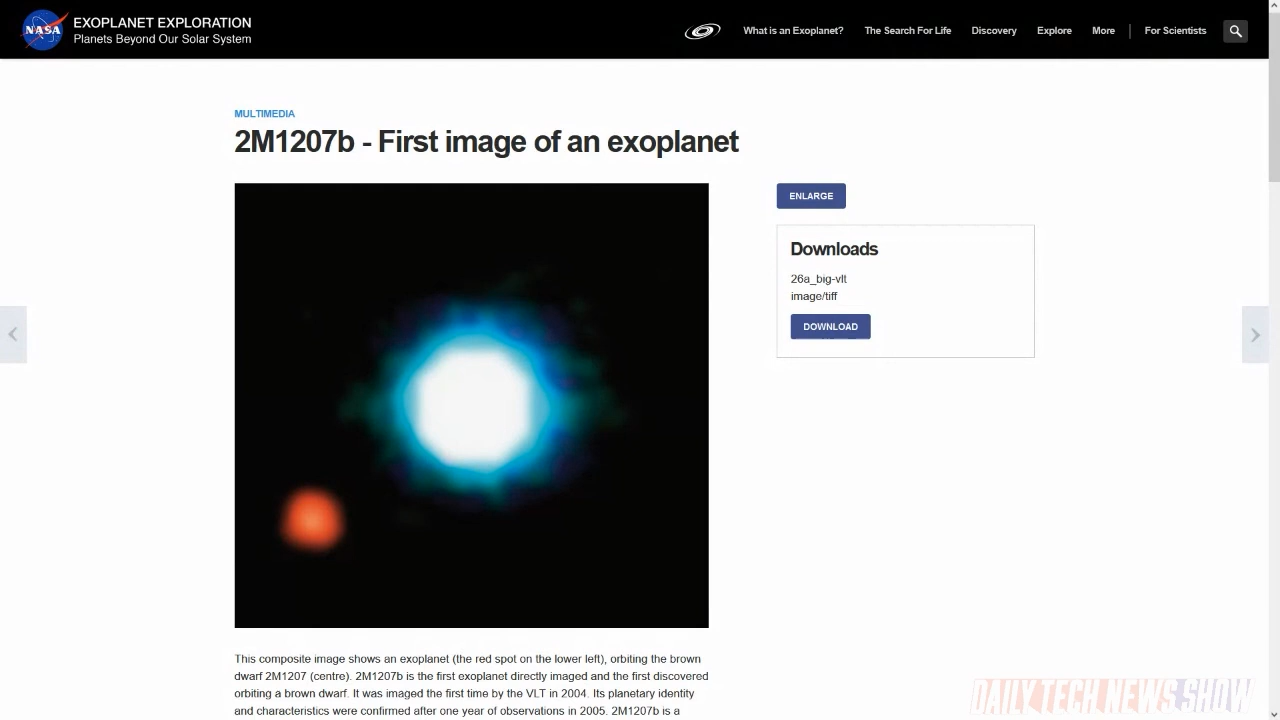 NASA
EXOPLANET EXPLORATION
Planets Beyond Our Solar System
What is an Exoplanet?
The Search For Life
Discovery
Explore
More
For Scientists
MULTIMEDIA
2M1207b - First image of an exoplanet
ENLARGE
Downloads
26a_big-vlt
image/tiff
DOWNLOAD
This composite image shows an exoplanet (the red spot on the lower left), orbiting the brown
dwarf 2M1207 (centre). 2M1207b is the first exoplanet directly imaged and the first discovered
orbiting a brown dwarf. It was imaged the first time by the VLT in 2004. Its planetary identity
and characteristics were confirmed after one year of observations in 2005. 2M1207b is a
DAILY TECH NEWS SHOW